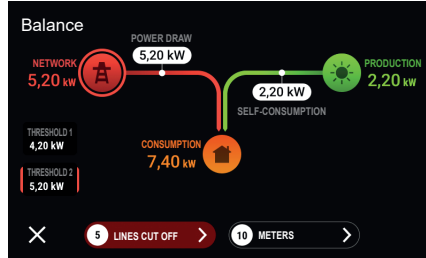 Balance
POWER DRAW
5,20 kW
NETWORK
5,20 kW
PRODUCTION
2,20 kW
2,20 kW
SELF-CONSUMPTION
THRESHOLD 1
4,20 kW
CONSUMPTION
7,40 kW
THRESHOLD 2
5,20 kW
5 LINES CUT OFF
10 METERS